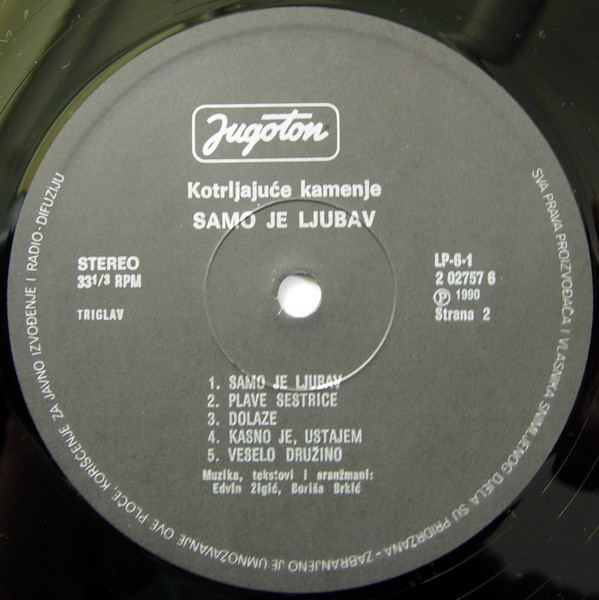 Jugoton
Kotrljajuće kamenje
SAMO JE LJUBAV
STEREO
33 1/3 RPM
TRIGLAV
LP-6-1
2 02757 6
Ⓟ 1990
Strana 2
1. SAMO JE LJUBAV
2. PLAVE SESTRICE
3. DOLAZE
4. KASNO JE, USTAJEM
5. VESELO DRUŽINO
Muzika, tekstovi i aranžmani:
Edvin Zigić, Boriša Brkić
SVA PRAVA PROIZVOĐAČA I VLASNIKA SNIMLJENOG DJELA SU PRIDRŽANA - ZABRANJENO JE UMNOŽAVANJE OVE PLOČE, KORIŠĆENJE ZA JAVNO IZVOĐENJE I RADIO-DIFUZIJU